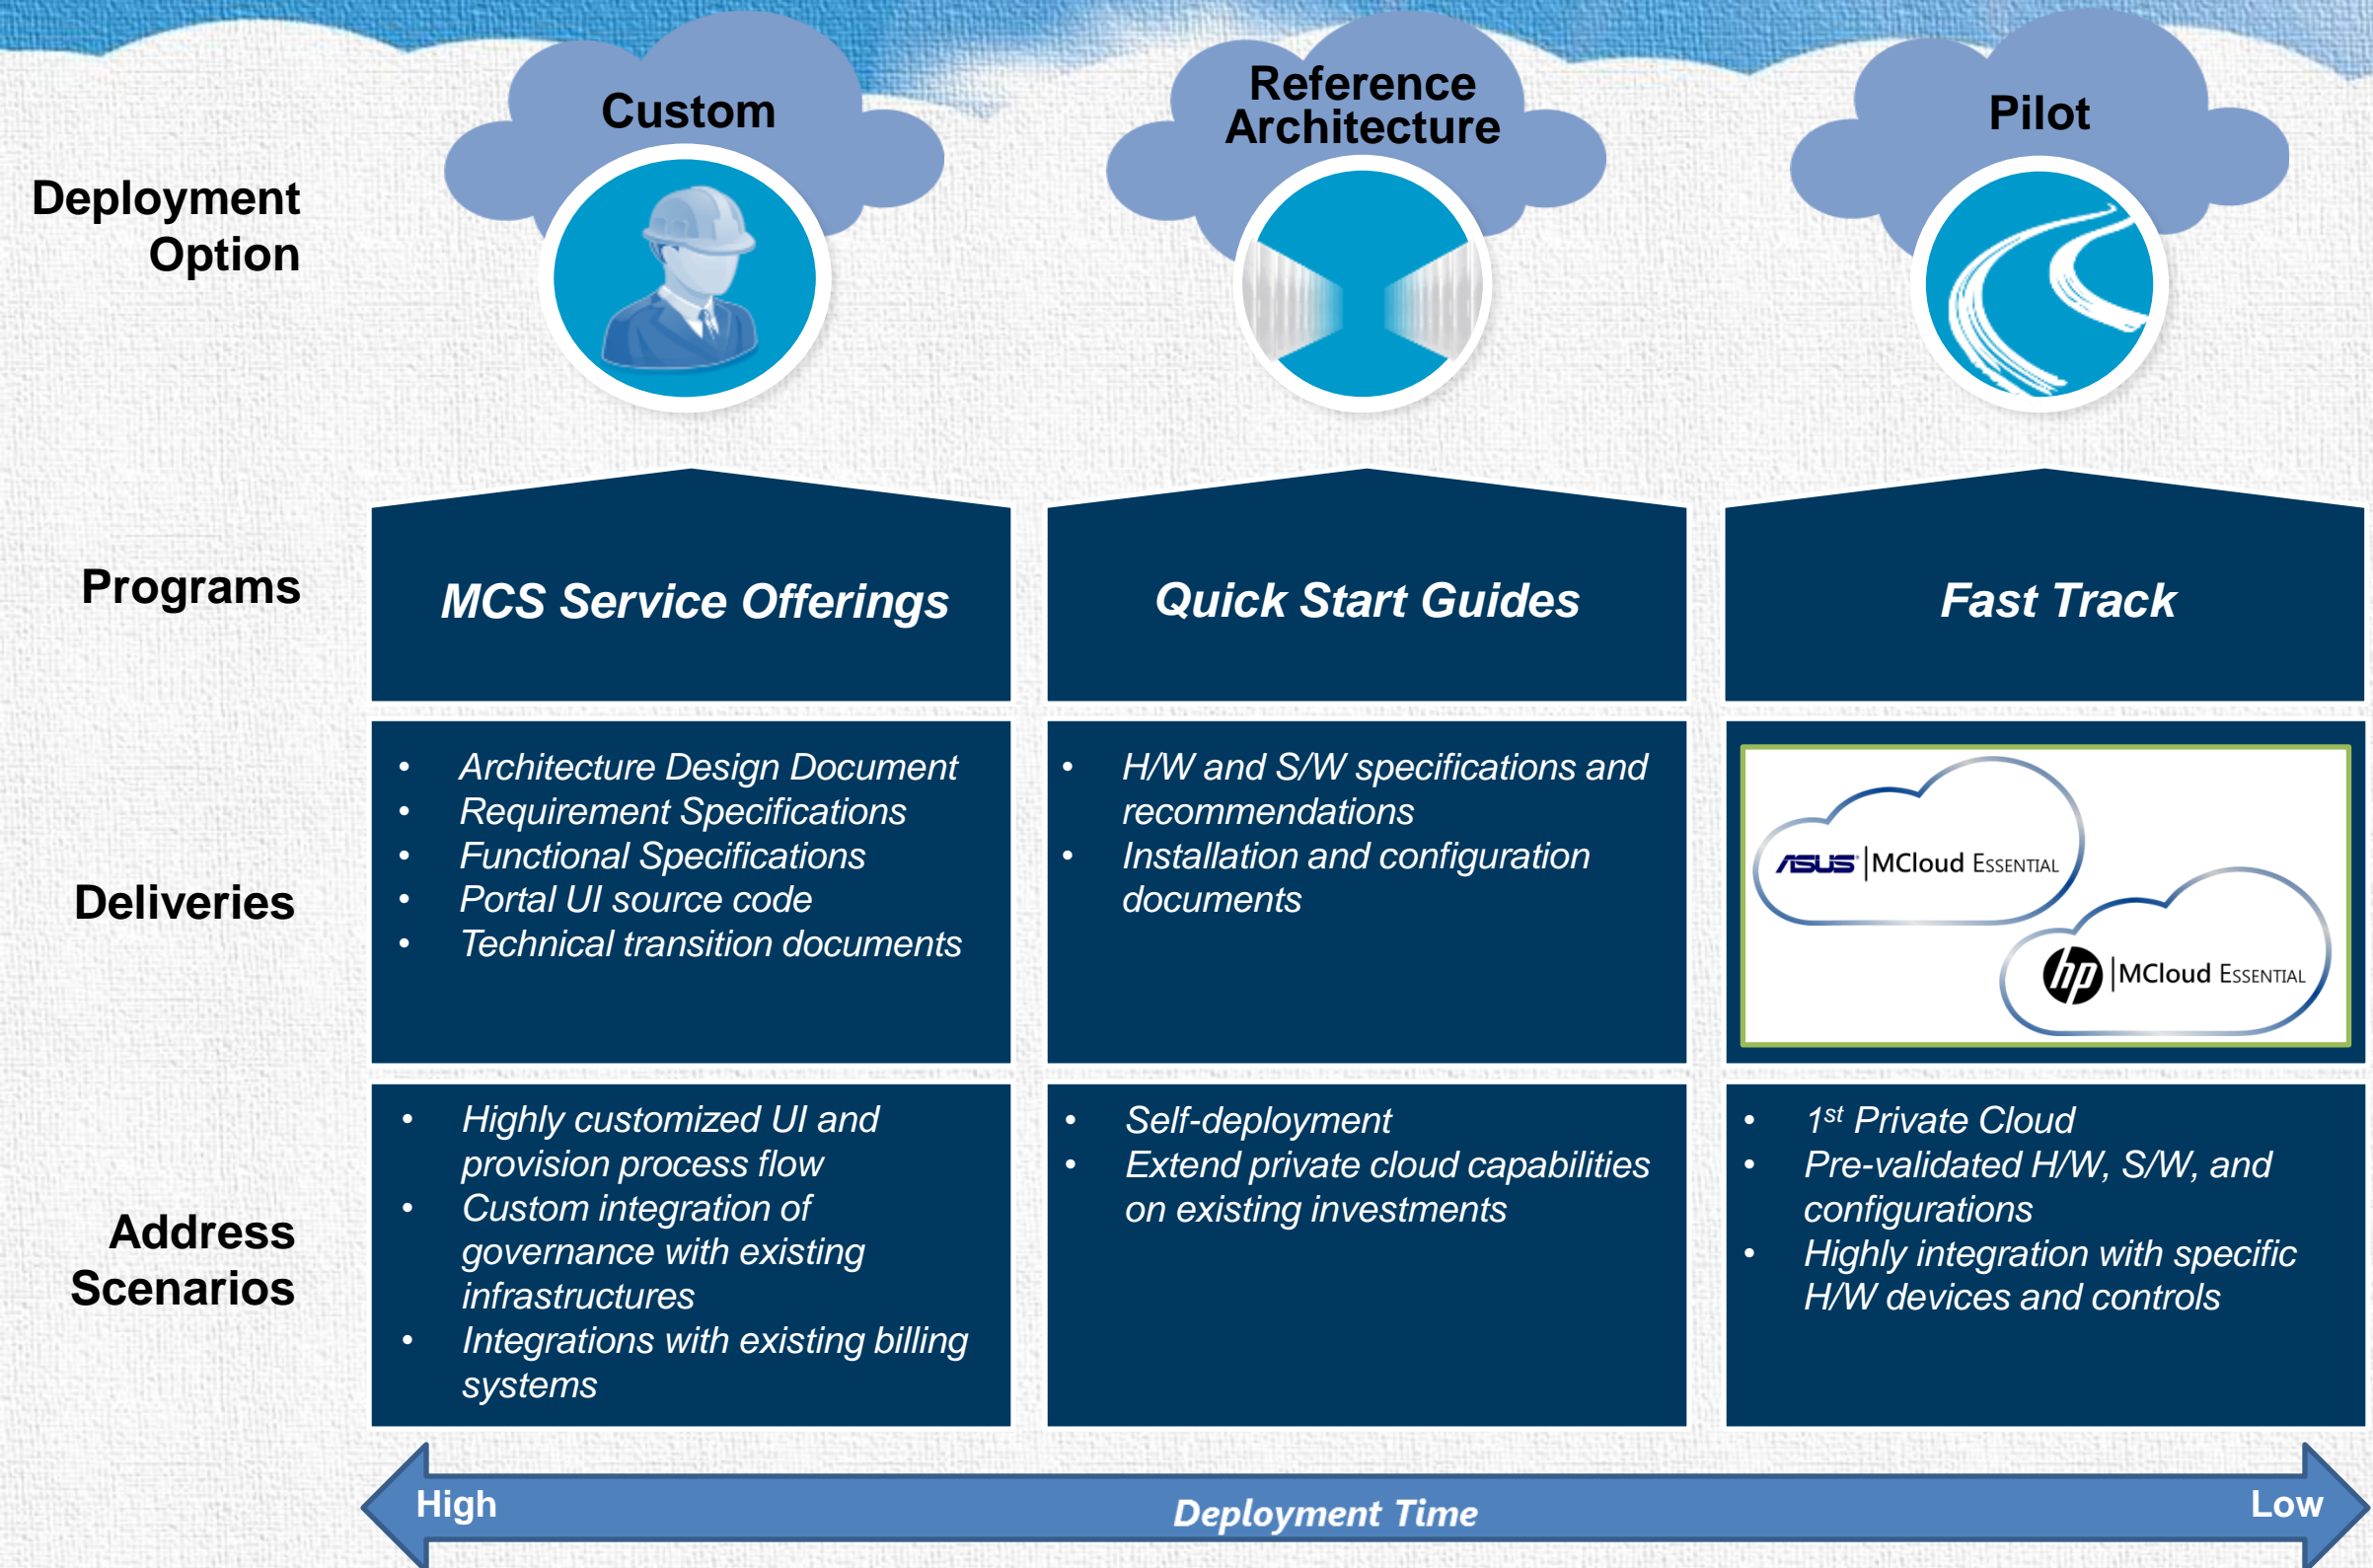 Deployment
Option
Custom
Reference
Architecture
Pilot
Programs
MCS Service Offerings
Quick Start Guides
Fast Track
Deliveries
• Architecture Design Document
• Requirement Specifications
• Functional Specifications
• Portal UI source code
• Technical transition documents
• H/W and S/W specifications and
recommendations
• Installation and configuration
documents
ASUS | MCloud ESSENTIAL
hp | MCloud ESSENTIAL
Address
Scenarios
• Highly customized UI and
provision process flow
• Custom integration of
governance with existing
infrastructures
• Integrations with existing billing
systems
• Self-deployment
• Extend private cloud capabilities
on existing investments
• 1st Private Cloud
• Pre-validated H/W, S/W, and
configurations
• Highly integration with specific
H/W devices and controls
High
Deployment Time
Low